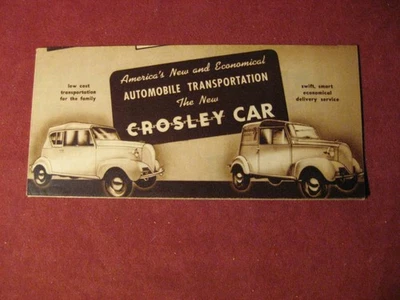 America's New and Economical
AUTOMOBILE TRANSPORTATION
The New
CROSLEY CAR
low cost
transportation
for the family
swift, smart
economical
delivery service